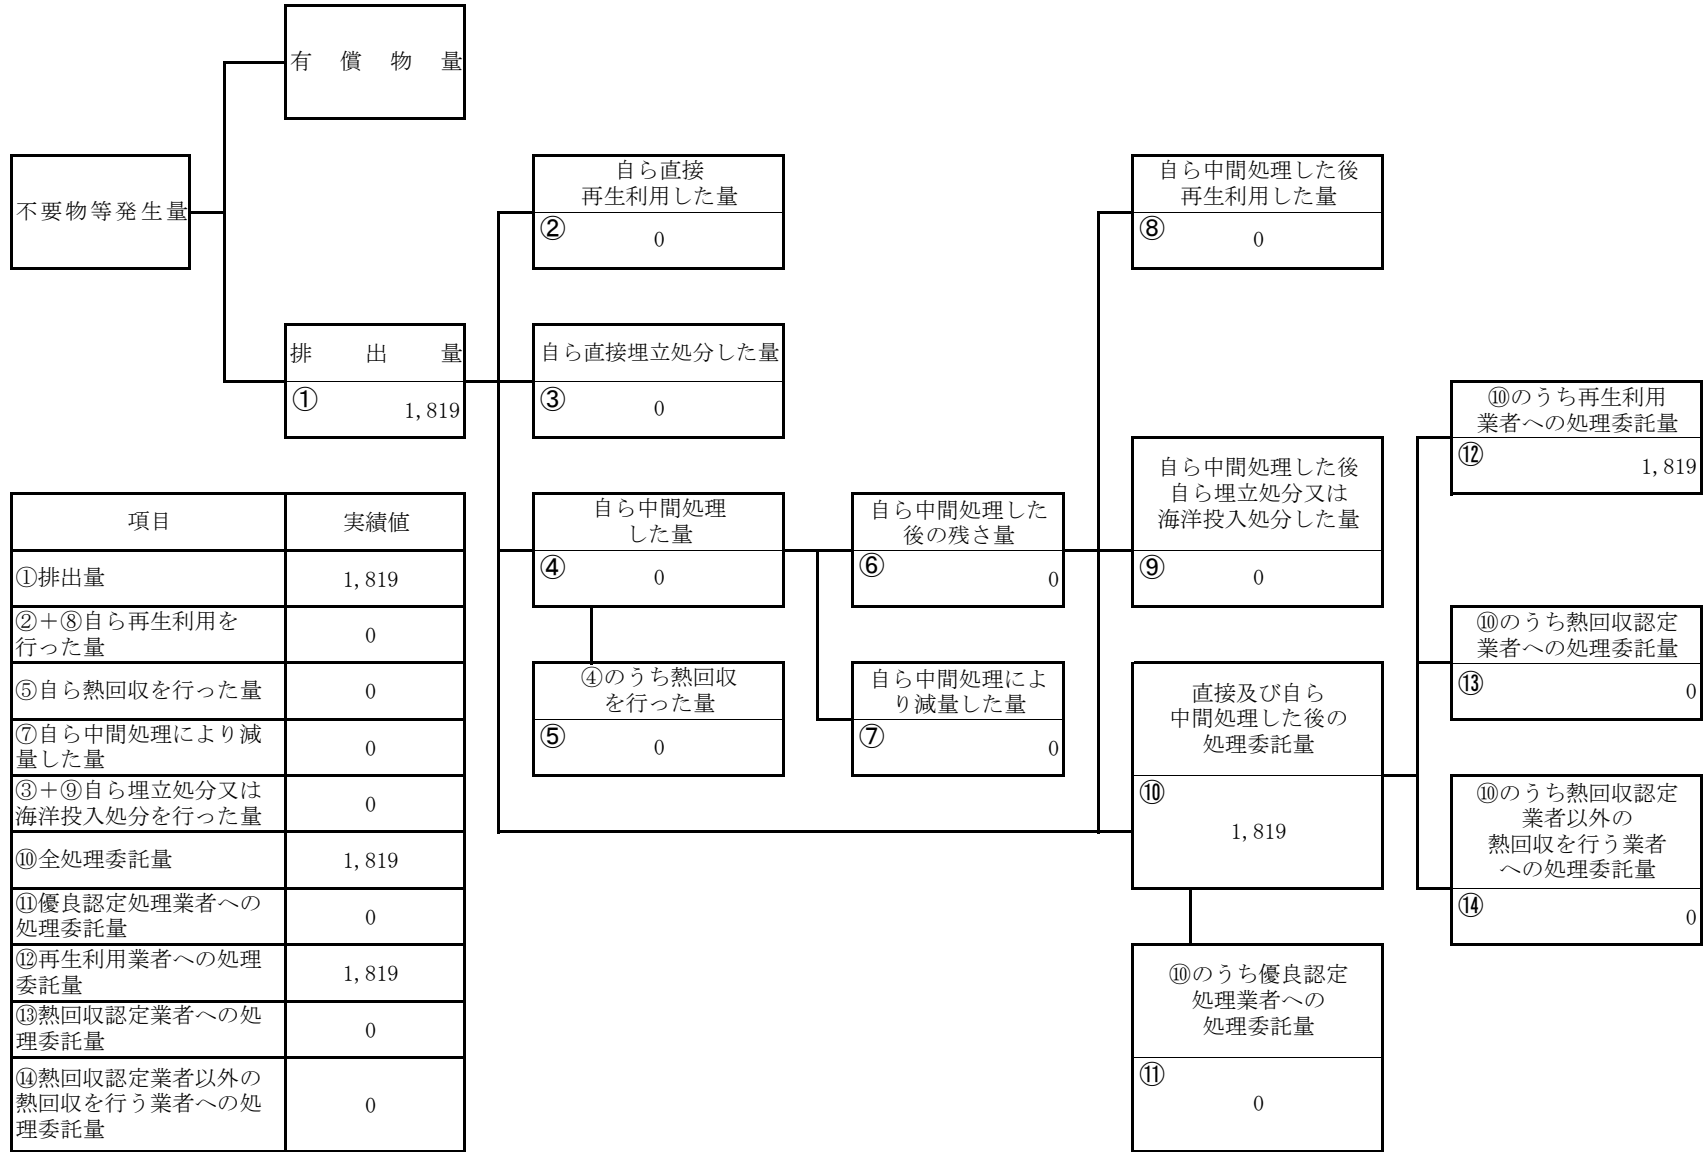 有償物量
不要物等発生量
排出量
① 1,819
自ら直接
再生利用した量
② 0
自ら直接埋立処分した量
③ 0
自ら中間処理
した量
④ 0
④のうち熱回収
を行った量
⑤ 0
自ら中間処理した
後の残さ量
⑥ 0
自ら中間処理によ
り減量した量
⑦ 0
自ら中間処理した後
再生利用した量
⑧ 0
自ら中間処理した後
自ら埋立処分又は
海洋投入処分した量
⑨ 0
直接及び自ら
中間処理した後の
処理委託量
⑩
1,819
⑩のうち優良認定
処理業者への
処理委託量
⑪
0
⑩のうち再生利用
業者への処理委託量
⑫ 1,819
⑩のうち熱回収認定
業者への処理委託量
⑬ 0
⑩のうち熱回収認定
業者以外の
熱回収を行う業者
への処理委託量
⑭ 0
項目 実績値
①排出量 1,819
②＋⑧自ら再生利用を
行った量 0
⑤自ら熱回収を行った量 0
⑦自ら中間処理により減
量した量 0
③＋⑨自ら埋立処分又は
海洋投入処分を行った量 0
⑩全処理委託量 1,819
⑪優良認定処理業者への
処理委託量 0
⑫再生利用業者への処理
委託量 1,819
⑬熱回収認定業者への処
理委託量 0
⑭熱回収認定業者以外の
熱回収を行う業者への処
理委託量 0